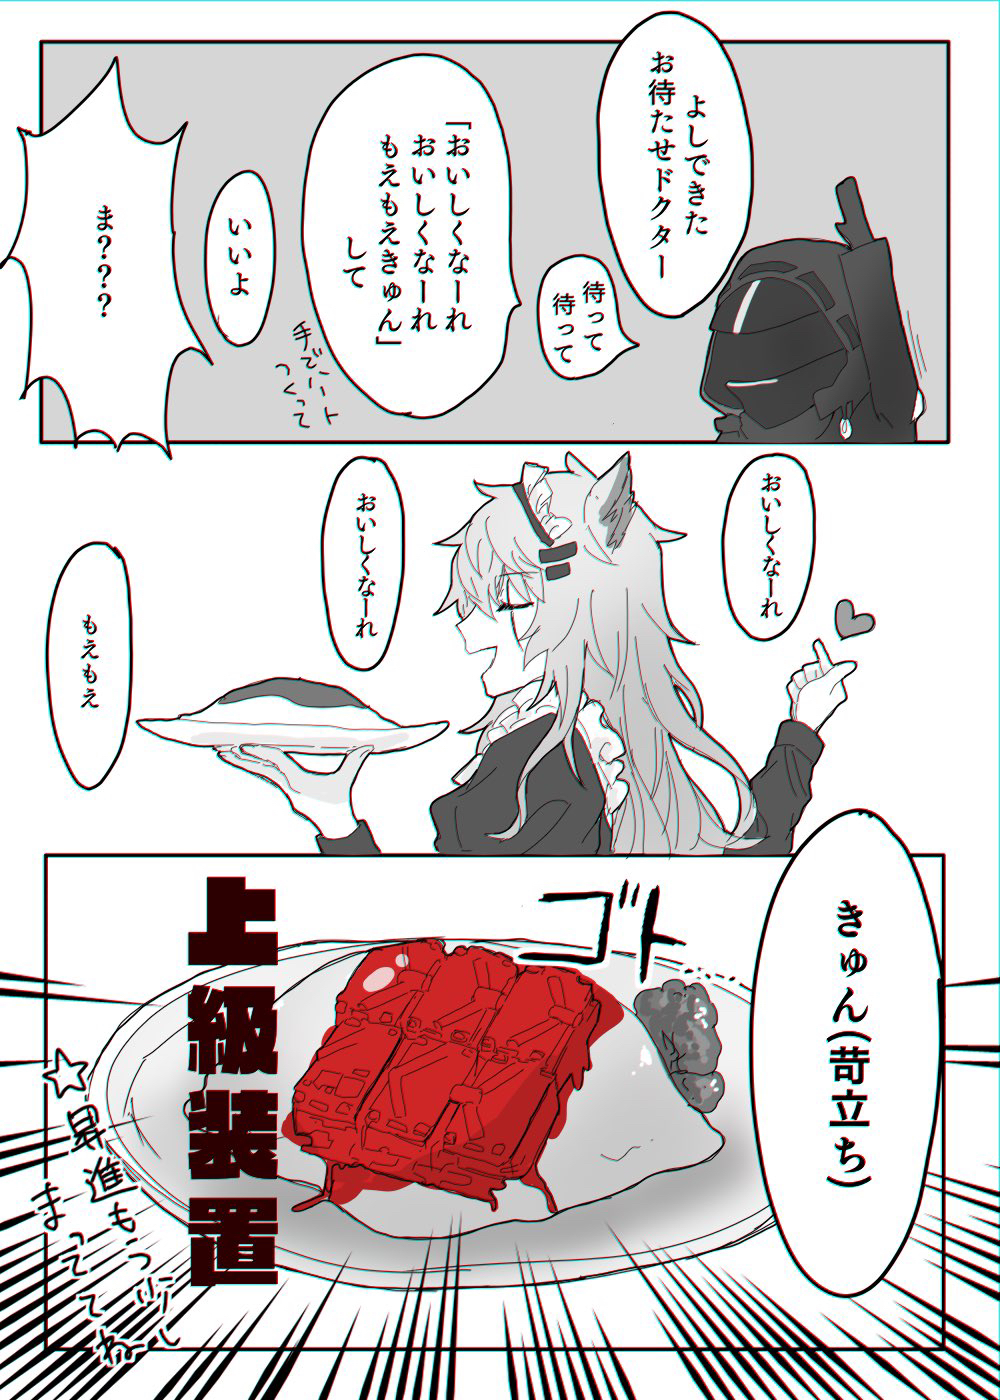 よしできた
お待たせドクター
待って
待って
「おいしくなーれ
おいしくなーれ
もえもえきゅん」
して
手でハート
つくって
いいよ
ま？？？
おいしくなーれ
おいしくなーれ
もえもえ
きゅん(苛立ち)
ゴト
上級装置
☆昇進もう少し
まっててね